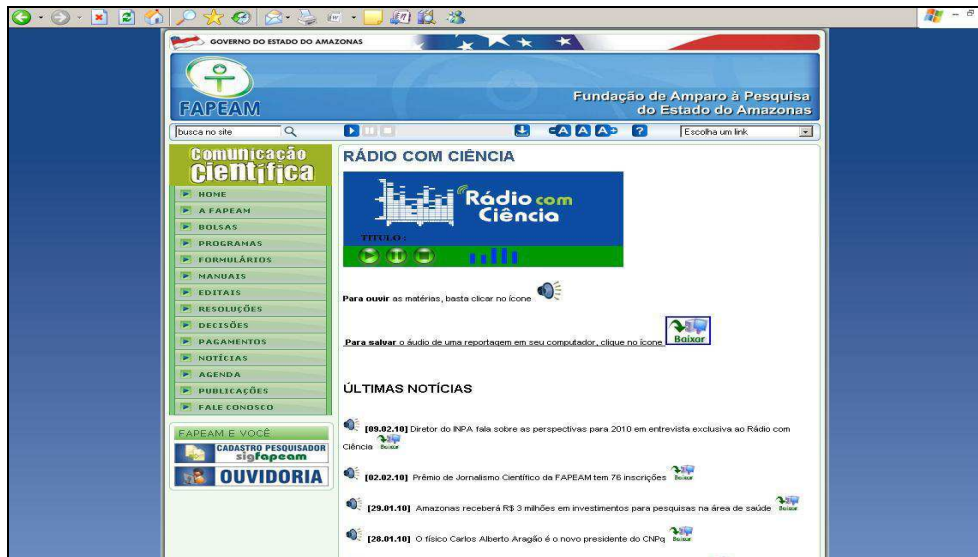 GOVERNO DO ESTADO DO AMAZONAS
FAPEAM
Fundação de Amparo à Pesquisa
do Estado do Amazonas
busca no site
-A A A+ ?
Escolha um link
Comunicação
Científica
HOME
A FAPEAM
BOLSAS
PROGRAMAS
FORMULÁRIOS
MANUAIS
EDITAIS
RESOLUÇÕES
DECISÕES
PAGAMENTOS
NOTÍCIAS
AGENDA
PUBLICAÇÕES
FALE CONOSCO
FAPEAM E VOCÊ
CADASTRO PESQUISADOR
sigfapeam
OUVIDORIA
RÁDIO COM CIÊNCIA
Rádio com
Ciência
TITULO :
Para ouvir as matérias, basta clicar no ícone
Para salvar o áudio de uma reportagem em seu computador, clique no ícone Baixar
ÚLTIMAS NOTÍCIAS
[09.02.10] Diretor do INPA fala sobre as perspectivas para 2010 em entrevista exclusiva ao Rádio com
Ciência Baixar
[02.02.10] Prêmio de Jornalismo Científico da FAPEAM tem 76 inscrições Baixar
[29.01.10] Amazonas receberá R$ 3 milhões em investimentos para pesquisas na área de saúde Baixar
[28.01.10] O físico Carlos Alberto Aragão é o novo presidente do CNPq Baixar